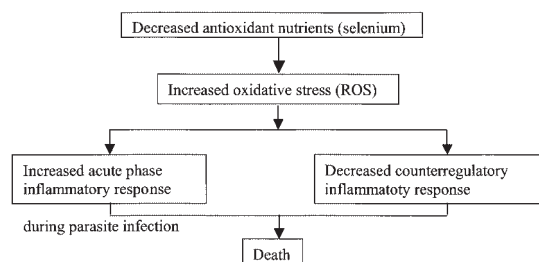 Decreased antioxidant nutrients (selenium)
Increased oxidative stress (ROS)
Increased acute phase
inflammatory response
Decreased counterregulatory
inflammatoty response
during parasite infection
Death